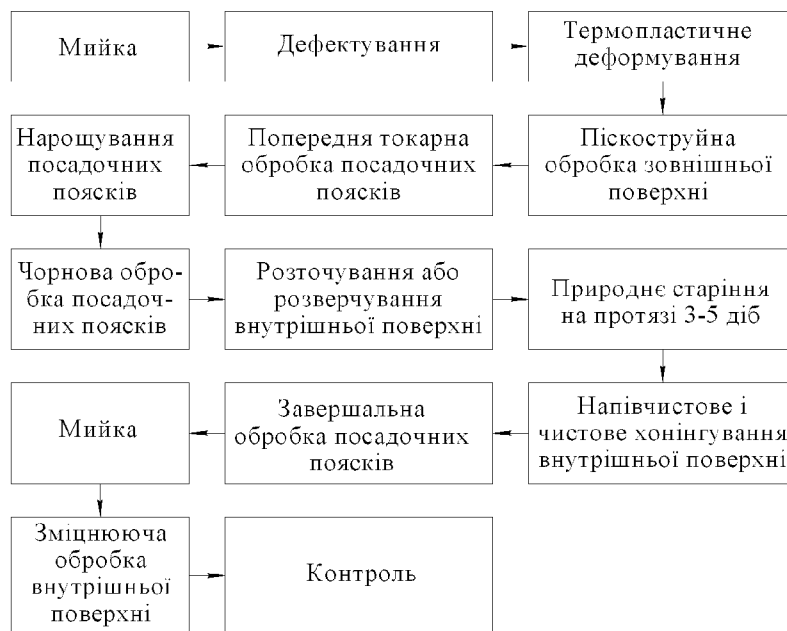 Мийка
Дефектування
Термопластичне
деформування
Нарощування
посадочних
поясків
Попередня токарна
обробка посадочних
поясків
Піскоструйна
обробка зовнішньої
поверхні
Чорнова обро-
бка посадоч-
них поясків
Розточування або
розверчування
внутрішньої поверхні
Природнє старіння
на протязі 3-5 діб
Мийка
Завершальна
обробка посадочних
поясків
Напівчистове і
чистове хонінгування
внутрішньої поверхні
Зміцнююча
обробка
внутрішньої
поверхні
Контроль